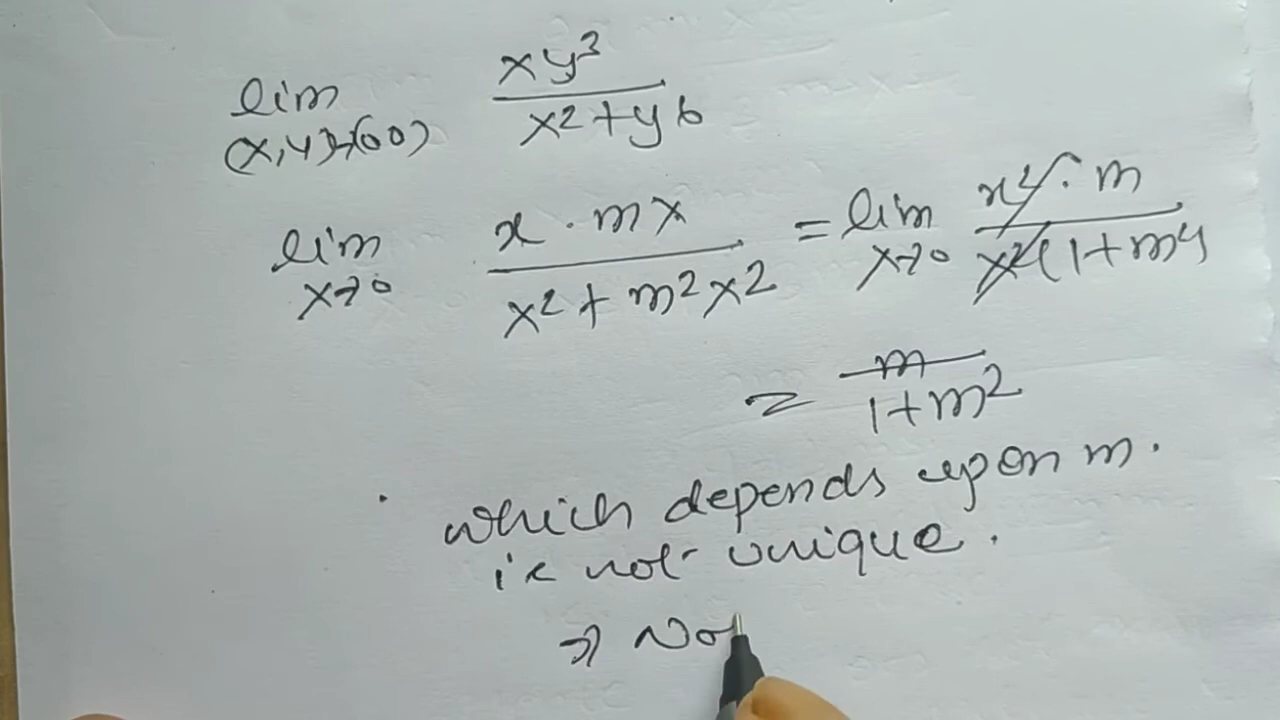 lim (x,y)→(0 0) xy³ / x²+y6
lim x→0 x · mx / x² + m²x2 = lim x→0 x² · m / x²(1+m²)
= m / 1+m²
which depends upon m.
ie not unique.
⇒ No